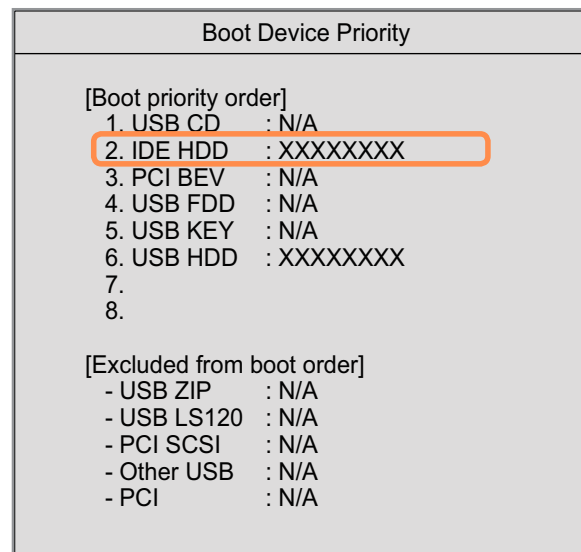 Boot Device Priority
[Boot priority order]
1. USB CD : N/A
2. IDE HDD : XXXXXXXX
3. PCI BEV : N/A
4. USB FDD : N/A
5. USB KEY : N/A
6. USB HDD : XXXXXXXX
7.
8.
[Excluded from boot order]
- USB ZIP : N/A
- USB LS120 : N/A
- PCI SCSI : N/A
- Other USB : N/A
- PCI : N/A